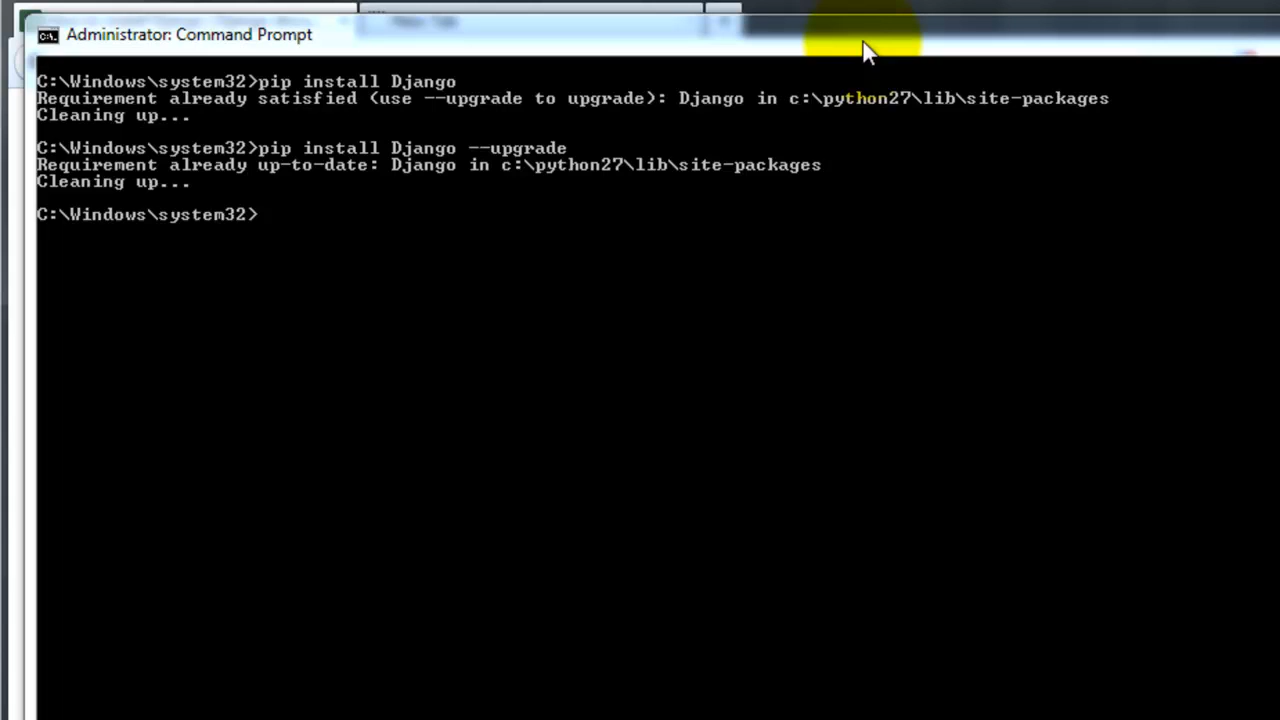 New Tab
Administrator: Command Prompt
C:\Windows\system32>pip install Django
Requirement already satisfied (use --upgrade to upgrade): Django in c:\python27\lib\site-packages
Cleaning up...
C:\Windows\system32>pip install Django --upgrade
Requirement already up-to-date: Django in c:\python27\lib\site-packages
Cleaning up...
C:\Windows\system32>